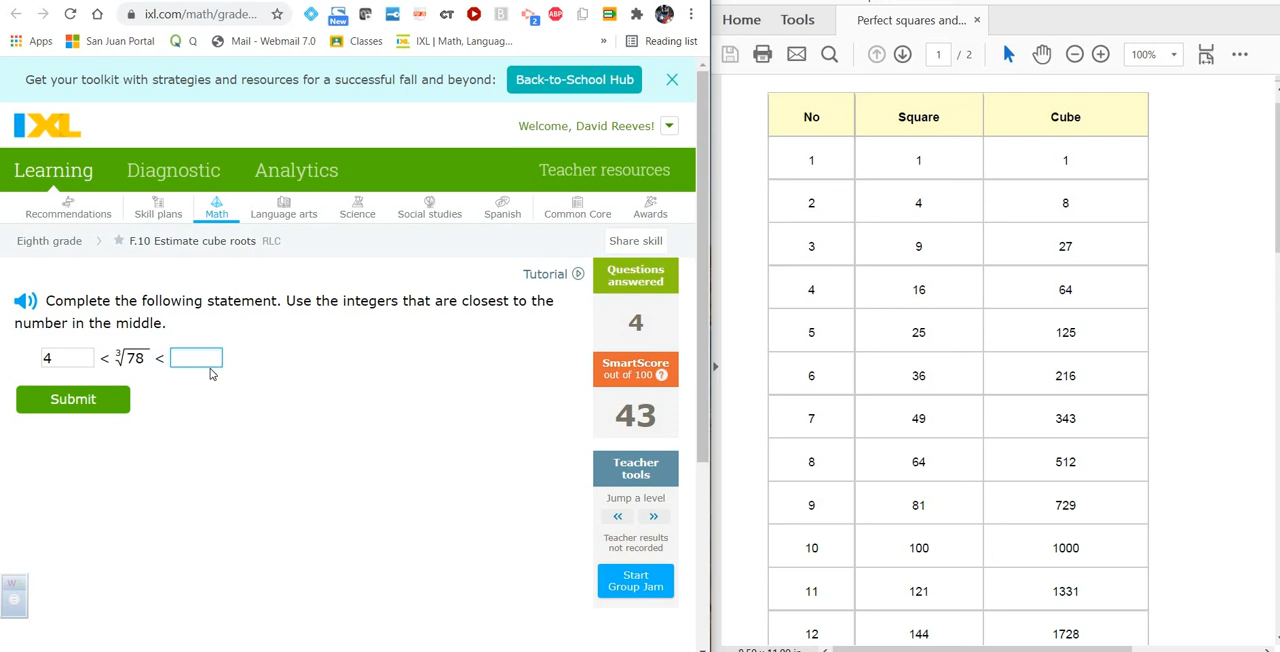 ixl.com/math/grade...
New
CT
2
ABP
Apps
San Juan Portal
Q
Mail - Webmail 7.0
Classes
IXL | Math, Languag...
»
Reading list
Get your toolkit with strategies and resources for a successful fall and beyond:
Back-to-School Hub
IXL
Welcome, David Reeves!
Learning
Diagnostic
Analytics
Teacher resources
Recommendations
Skill plans
Math
Language arts
Science
Social studies
Spanish
Common Core
Awards
Eighth grade
F.10 Estimate cube roots RLC
Share skill
Tutorial
Complete the following statement. Use the integers that are closest to the
number in the middle.
4 < ∛78 <
Submit
Questions
answered
4
SmartScore
out of 100 ?
43
Teacher
tools
Jump a level
« »
Teacher results
not recorded
Start
Group Jam
W
Home Tools Perfect squares and... ×
1 / 2 100%
No Square Cube
1 1 1
2 4 8
3 9 27
4 16 64
5 25 125
6 36 216
7 49 343
8 64 512
9 81 729
10 100 1000
11 121 1331
12 144 1728